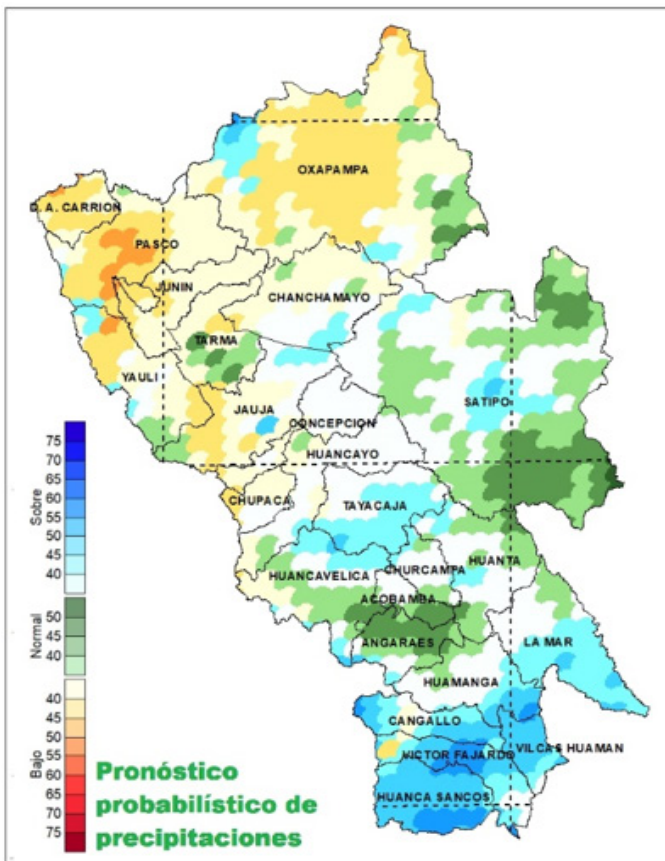 OXAPAMPA
D. A. CARRION
PASCO
JUNIN
CHANCHAMAYO
TARMA
YAULI
SATIPO
JAUJA
CONCEPCION
HUANCAYO
CHUPACA
TAYACAJA
HUANTA
HUANCAVELICA
CHURCAMPA
ACOBAMBA
ANGARAES
LA MAR
HUAMANGA
CANGALLO
VICTOR FAJARDO
VILCAS HUAMAN
HUANCA SANCOS
Sobre
75
70
65
60
55
50
45
40
Normal
50
45
40
Bajo
40
45
50
55
60
65
70
75
Pronóstico
probabilístico de
precipitaciones